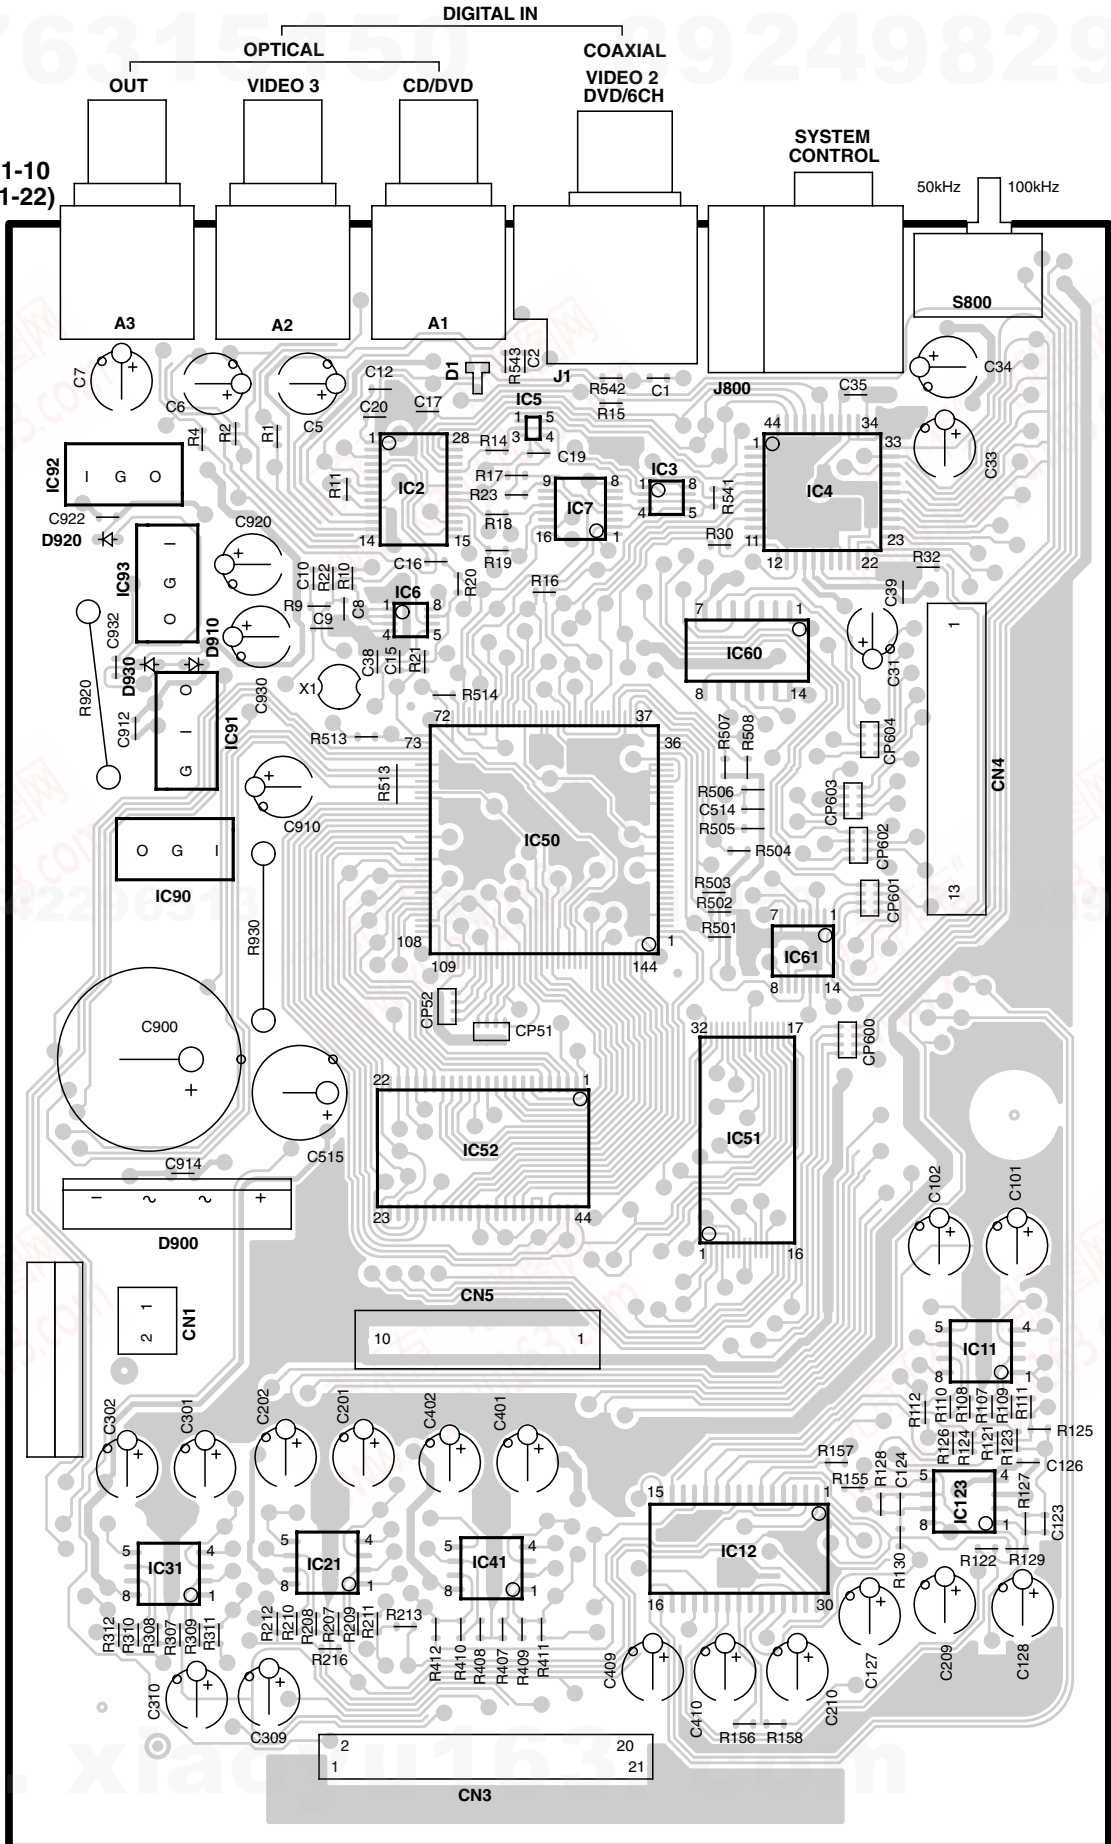 DIGITAL IN
OPTICAL
COAXIAL
OUT
VIDEO 3
CD/DVD
VIDEO 2
DVD/6CH
SYSTEM
CONTROL
1-10
1-22)
50kHz
100kHz
A3
A2
A1
J1
J800
S800
C7
C6
C5
C12
C20
C17
D1
R543
C2
R542
C1
R15
C35
C34
C33
R4
R2
R1
IC5
1 5
3 4
C19
R14
R17
R23
R18
R19
R16
IC92
I G O
C922
D920
R11
1 28
IC2
14 15
C16
R20
9 8
IC7
16 1
IC3
1 8
4 5
R541
R30
44 34
1 33
IC4
11 23
12 22
R32
C39
IC93
I
G
O
C920
C10
R22
R10
R9
C9
C8
IC6
1 8
4 5
C38
C15
R21
X1
C932
D930
D910
R920
C912
C930
IC91
O
I
G
7 1
IC60
8 14
C31
1
CN4
13
R514
R513
R513
72 37
73 36
IC50
108 1
109 144
R507
R508
R506
C514
R505
R504
R503
R502
R501
CP604
CP603
CP602
CP601
C910
O G I
IC90
R930
7 1
IC61
8 14
CP52
CP51
CP600
C900
+
C515
+
C914
22 1
IC52
23 44
32 17
IC51
1 16
− ~ ~ +
D900
C102
C101
1
2
CN1
CN5
10 1
5 4
IC11
8 1
R112
R110
R108
R107
R109
R111
R126
R124
R121
R123
R125
C126
C302
C301
C202
C201
C402
C401
R157
R155
R128
C124
5 4
IC123
8 1
R127
C123
R130
R122
R129
15 1
IC12
16 30
5 4
IC31
8 1
5 4
IC21
8 1
5 4
IC41
8 1
R312
R310
R308
R307
R309
R311
R212
R210
R208
R207
R209
R211
R213
R216
R412
R410
R408
R407
R409
R411
C409
C410
C210
C127
C209
C128
R156
R158
C310
C309
2 20
1 21
CN3